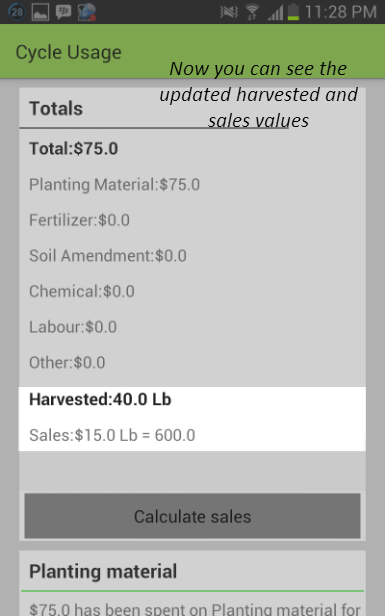 28
11:28 PM
Cycle Usage
Now you can see the
updated harvested and
sales values
Totals
Total:$75.0
Planting Material:$75.0
Fertilizer:$0.0
Soil Amendment:$0.0
Chemical:$0.0
Labour:$0.0
Other:$0.0
Harvested:40.0 Lb
Sales:$15.0 Lb = 600.0
Calculate sales
Planting material
$75.0 has been spent on Planting material for